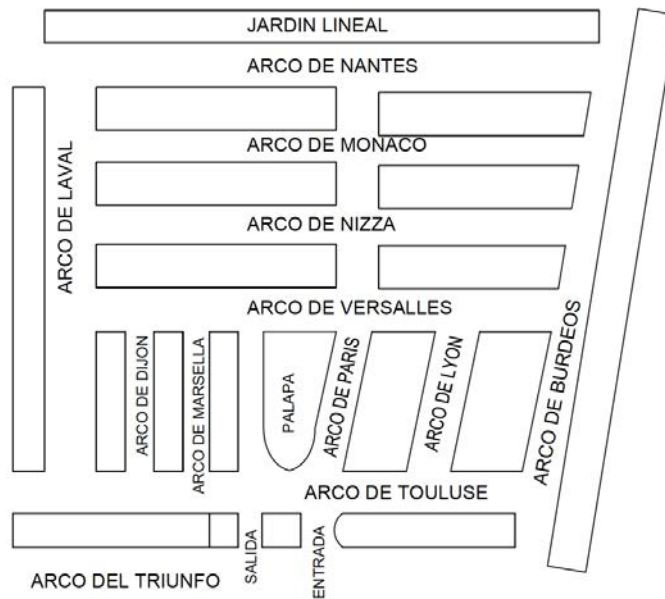 JARDIN LINEAL
ARCO DE NANTES
ARCO DE MONACO
ARCO DE LAVAL
ARCO DE NIZZA
ARCO DE VERSALLES
ARCO DE DIJON
ARCO DE MARSELLA
PALAPA
ARCO DE PARIS
ARCO DE LYON
ARCO DE BURDEOS
ARCO DE TOULUSE
ARCO DEL TRIUNFO
SALIDA
ENTRADA